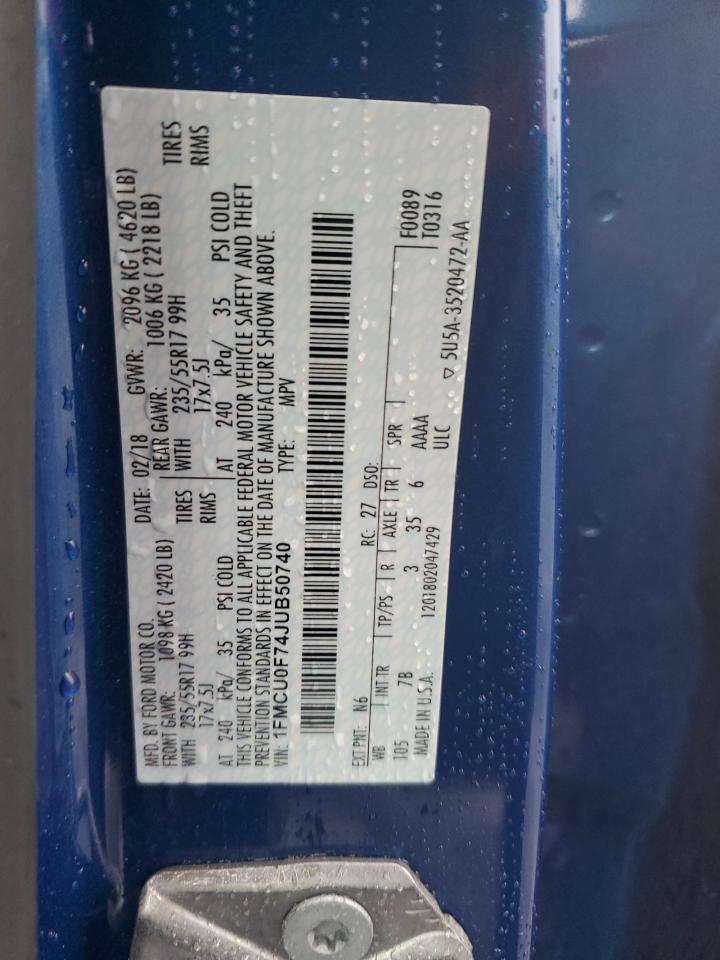 MFD. BY FORD MOTOR CO. DATE: 02/18 GVWR: 2096 KG ( 4620 LB)
FRONT GAWR: 1098 KG ( 2420 LB) REAR GAWR: 1006 KG ( 2218 LB)
WITH 235/55R17 99H TIRES WITH 235/55R17 99H TIRES
17x7.5J RIMS 17x7.5J RIMS
AT 240 kPa/ 35 PSI COLD AT 240 kPa/ 35 PSI COLD
THIS VEHICLE CONFORMS TO ALL APPLICABLE FEDERAL MOTOR VEHICLE SAFETY AND THEFT
PREVENTION STANDARDS IN EFFECT ON THE DATE OF MANUFACTURE SHOWN ABOVE.
VIN: 1FMCU0F74JUB50740 TYPE: MPV
EXT PNT: N6 RC: 27 DSO: F0089
WB INT TR TP/PS R AXLE TR SPR T0316
105 7B 3 35 6 AAAA
ULC
MADE IN U.S.A. 1201802047429 ▽ 5U5A-3520472-AA